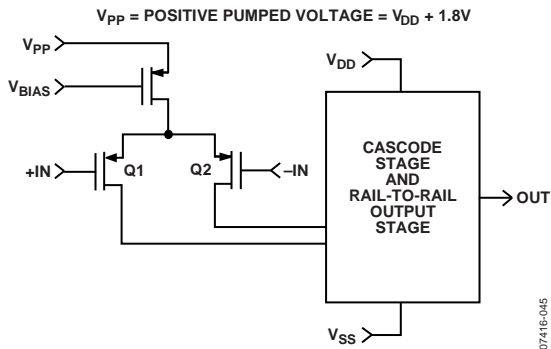 VPP = POSITIVE PUMPED VOLTAGE = VDD + 1.8V
VPP
VDD
VBIAS
+IN
Q1
Q2
–IN
CASCODE
STAGE
AND
RAIL-TO-RAIL
OUTPUT
STAGE
OUT
VSS
07416-045